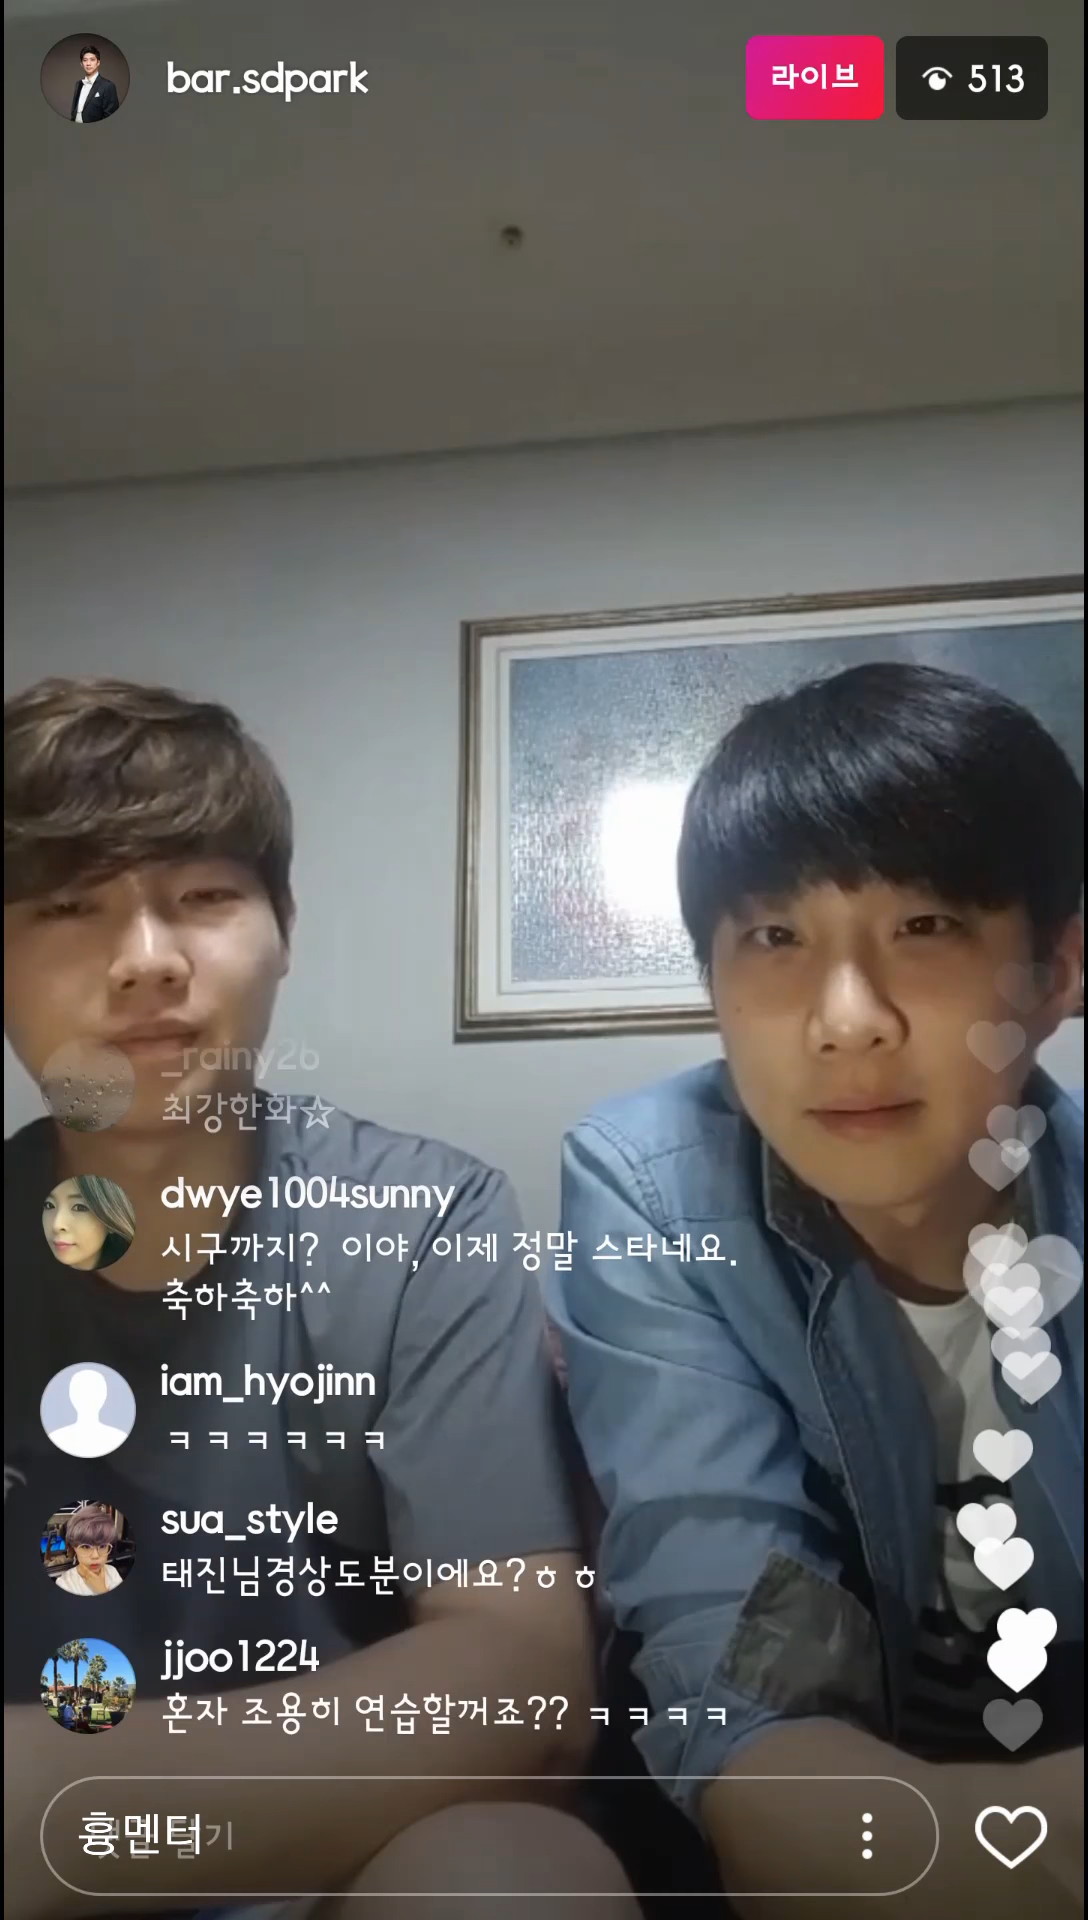 bar.sdpark
라이브
513
_rainy26
최강한화☆
dwye1004sunny
시구까지? 이야, 이제 정말 스타네요.
축하축하^^
iam_hyojinn
ㅋㅋㅋㅋㅋㅋ
sua_style
태진님경상도분이에요?ㅎㅎ
jjoo1224
혼자 조용히 연습할꺼죠?? ㅋㅋㅋㅋ
흉멘터